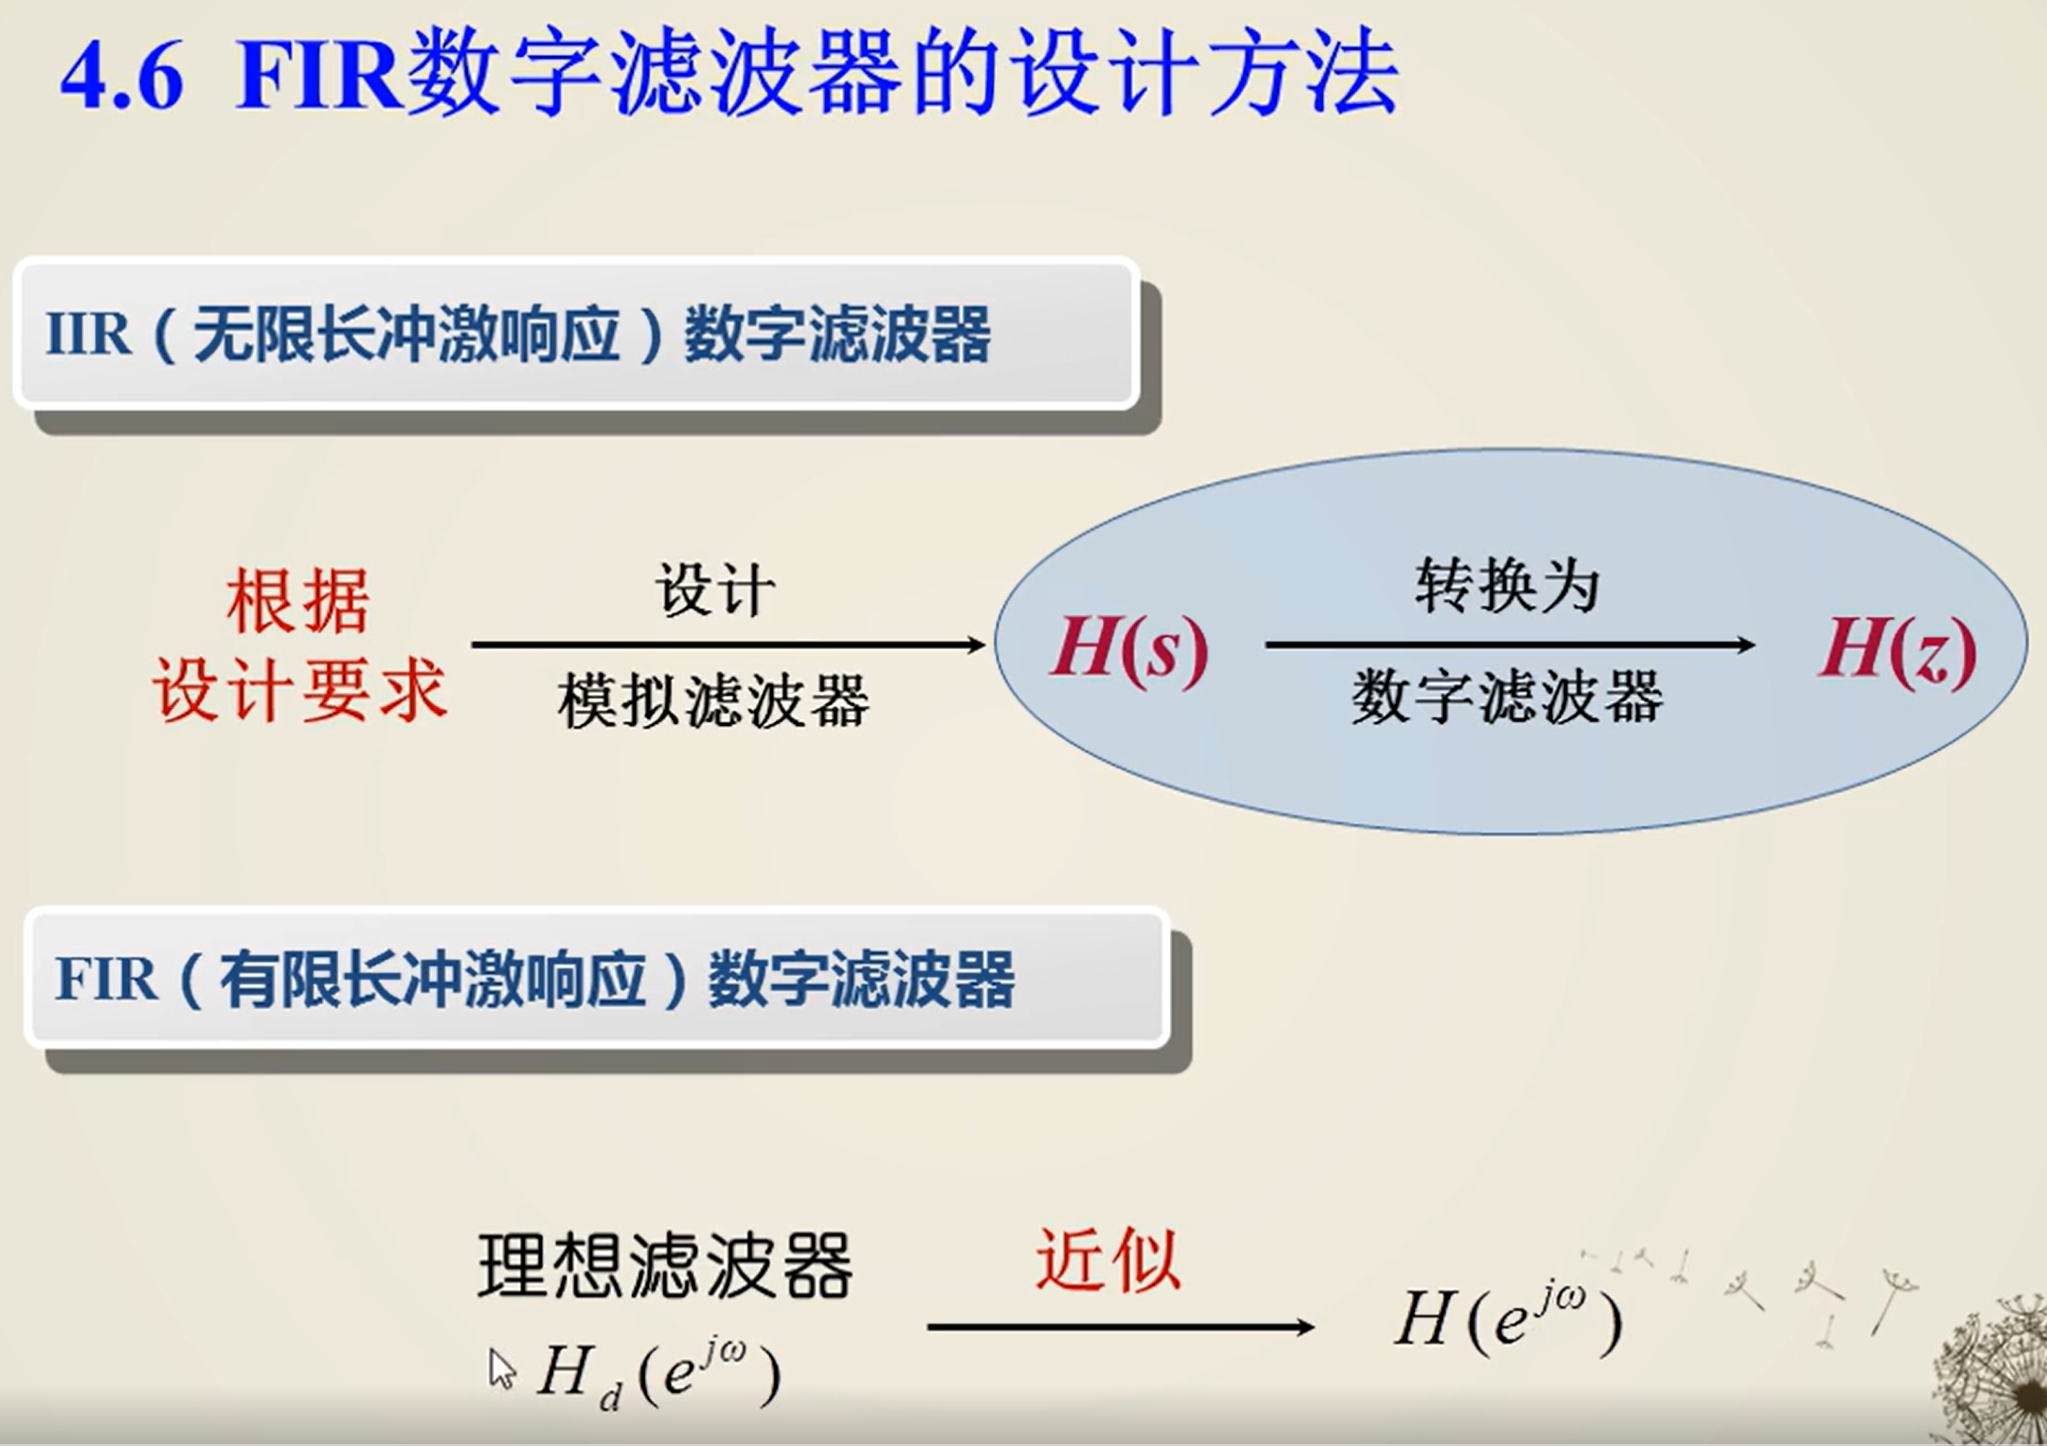 4.6 FIR数字滤波器的设计方法
IIR（无限长冲激响应）数字滤波器
根据
设计要求
设计
模拟滤波器
H(s)
转换为
数字滤波器
H(z)
FIR（有限长冲激响应）数字滤波器
理想滤波器
H_d(e^{jω})
近似
H(e^{jω})